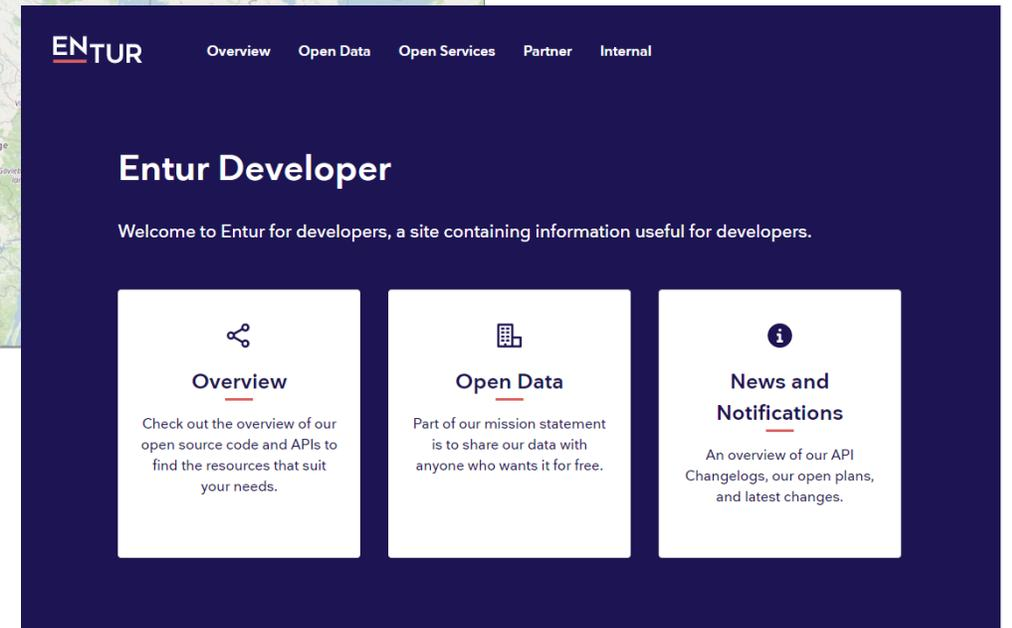 ENTUR
Overview
Open Data
Open Services
Partner
Internal
Entur Developer
Welcome to Entur for developers, a site containing information useful for developers.
Overview
Check out the overview of our
open source code and APIs to
find the resources that suit
your needs.
Open Data
Part of our mission statement
is to share our data with
anyone who wants it for free.
News and
Notifications
An overview of our API
Changelogs, our open plans,
and latest changes.